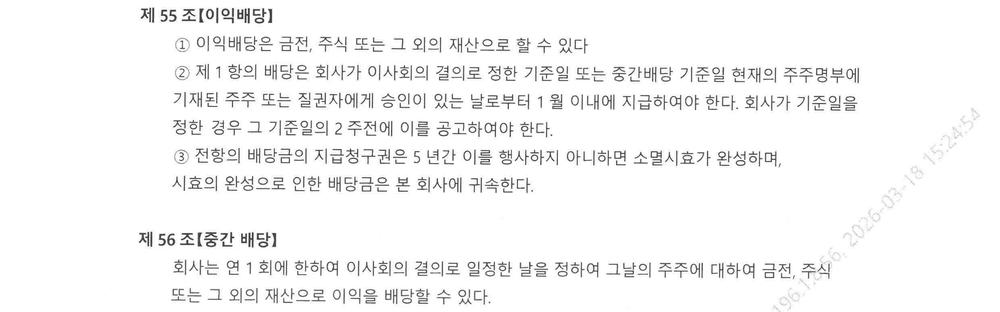 제 55 조【이익배당】
① 이익배당은 금전, 주식 또는 그 외의 재산으로 할 수 있다
② 제 1 항의 배당은 회사가 이사회의 결의로 정한 기준일 또는 중간배당 기준일 현재의 주주명부에
기재된 주주 또는 질권자에게 승인이 있는 날로부터 1 월 이내에 지급하여야 한다. 회사가 기준일을
정한 경우 그 기준일의 2 주전에 이를 공고하여야 한다.
③ 전항의 배당금의 지급청구권은 5 년간 이를 행사하지 아니하면 소멸시효가 완성하며,
시효의 완성으로 인한 배당금은 본 회사에 귀속한다.
제 56 조【중간 배당】
회사는 연 1 회에 한하여 이사회의 결의로 일정한 날을 정하여 그날의 주주에 대하여 금전, 주식
또는 그 외의 재산으로 이익을 배당할 수 있다.
2026-03-18 15:24:54